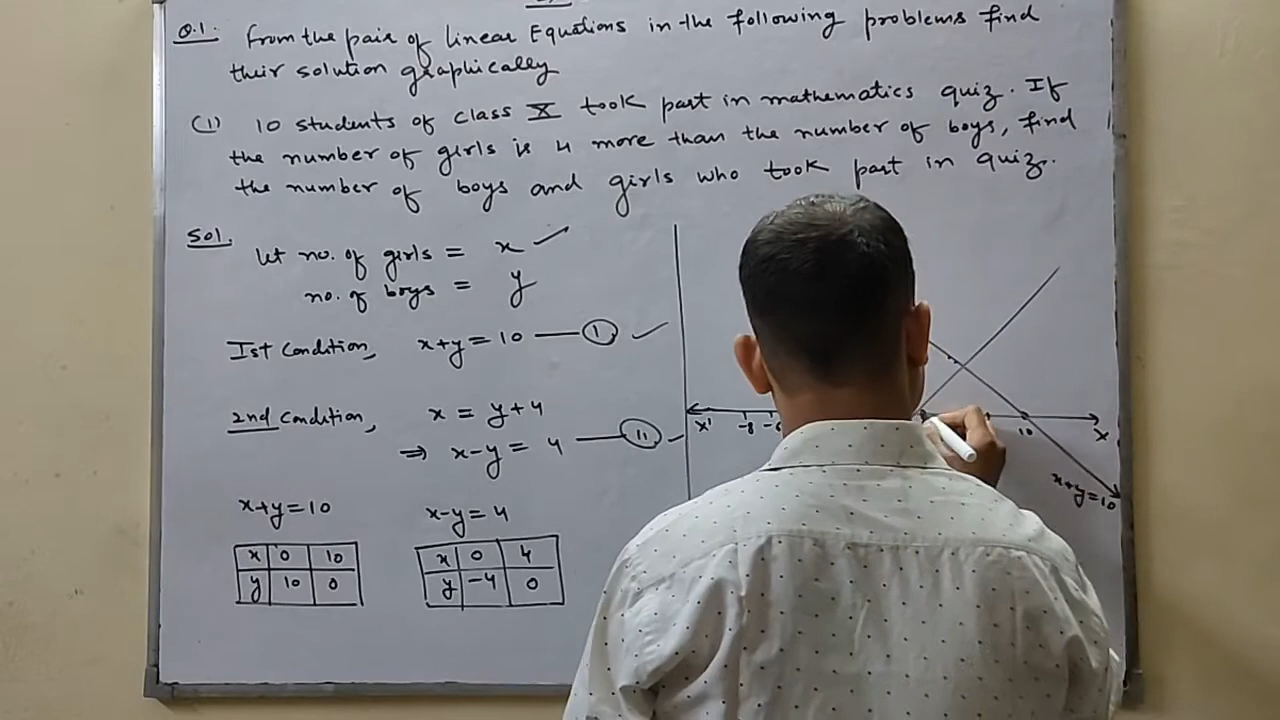 Q.1. From the pair of linear Equations in the following problems find
their solution graphically
(1) 10 students of class X took part in mathematics quiz. If
the number of girls is 4 more than the number of boys, find
the number of boys and girls who took part in quiz.
Sol.
Let no. of girls = x
no. of boys = y
Ist Condition, x+y=10 — I
2nd Condition, x = y+4
⇒ x-y = 4 — II
x+y=10
x 0 10
y 10 0
x-y=4
x 0 4
y -4 0
X' -8 -6
10 X
x+y=10